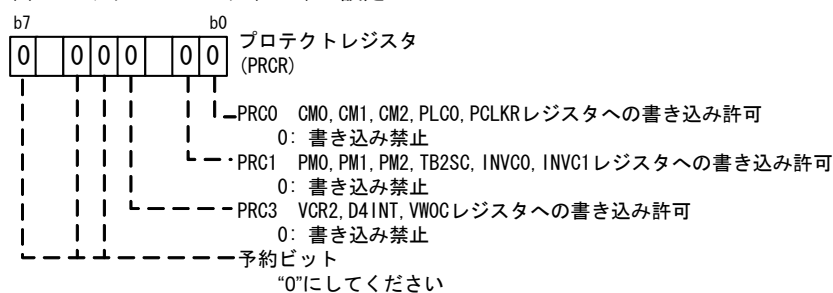 b7 b0
0 0 0 0 0 0 プロテクトレジスタ
(PRCR)
PRC0 CM0, CM1, CM2, PLC0, PCLKRレジスタへの書き込み許可
0: 書き込み禁止
PRC1 PM0, PM1, PM2, TB2SC, INVC0, INVC1レジスタへの書き込み許可
0: 書き込み禁止
PRC3 VCR2, D4INT, VW0Cレジスタへの書き込み許可
0: 書き込み禁止
予約ビット
“0”にしてください